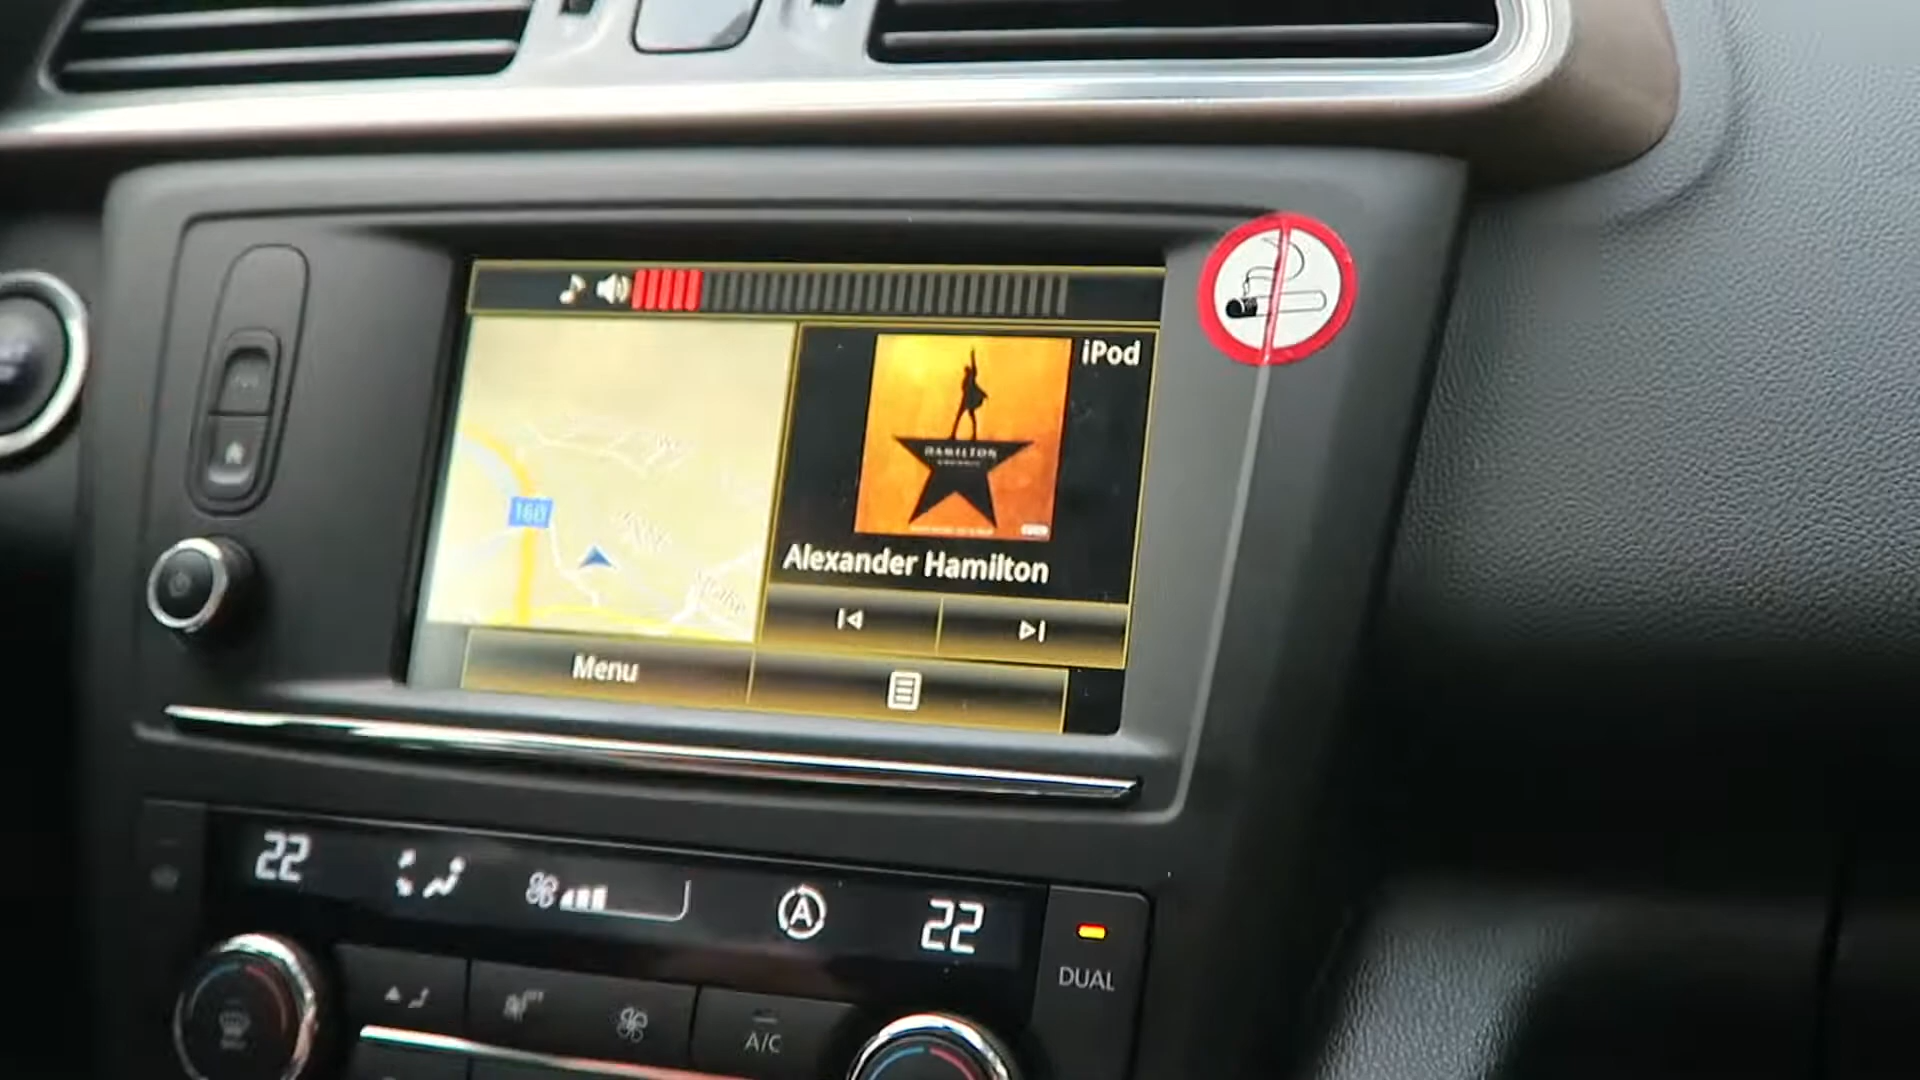 iPod
HAMILTON
160
Alexander Hamilton
Menu
22
A
22
DUAL
A/C